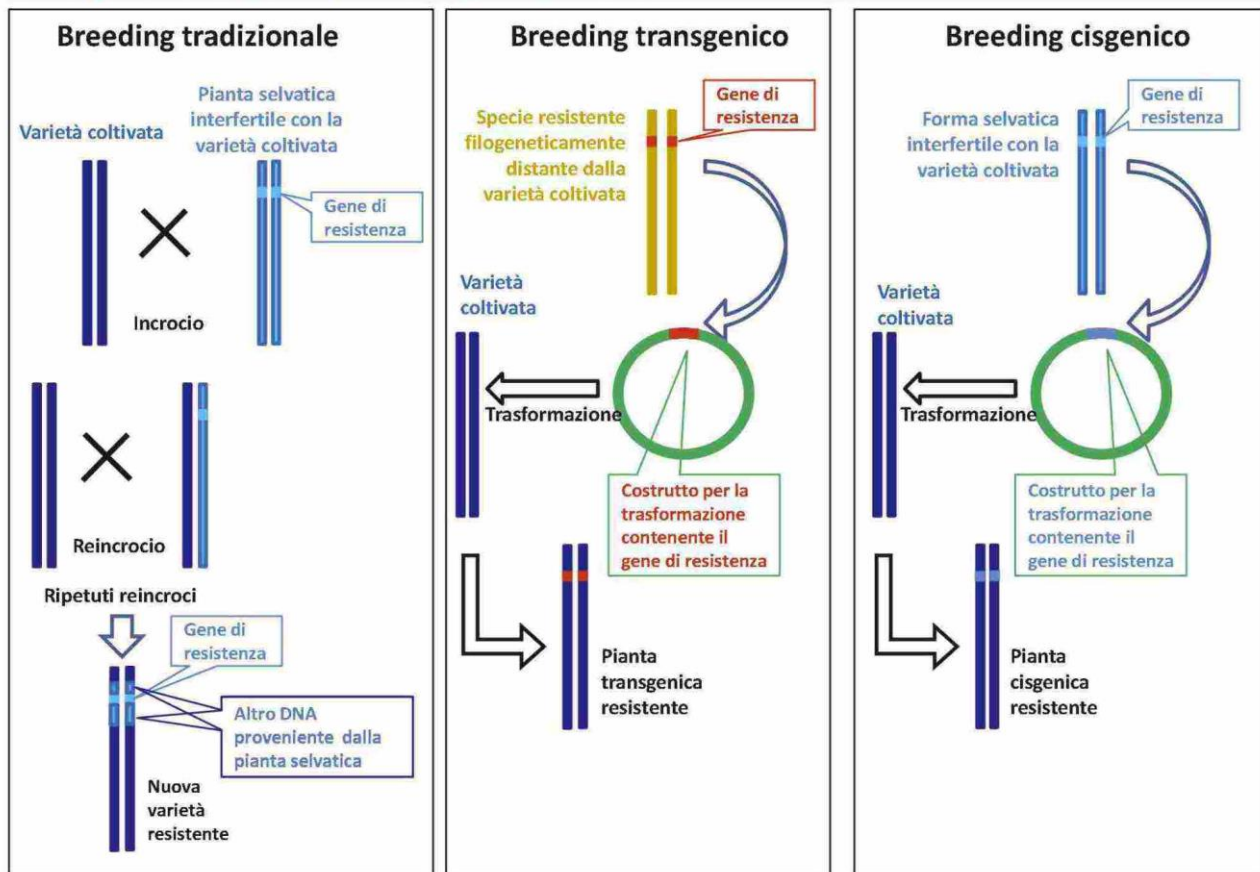 Breeding tradizionale
Pianta selvatica
interfertile con la
varietà coltivata
Varietà coltivata
Gene di
resistenza
Incrocio
Reincrocio
Ripetuti reincroci
Gene di
resistenza
Altro DNA
proveniente dalla
pianta selvatica
Nuova
varietà
resistente
Breeding transgenico
Gene di
resistenza
Specie resistente
filogeneticamente
distante dalla
varietà coltivata
Varietà
coltivata
Trasformazione
Costrutto per la
trasformazione
contenente il
gene di resistenza
Pianta
transgenica
resistente
Breeding cisgenico
Gene di
resistenza
Forma selvatica
interfertile con la
varietà coltivata
Varietà
coltivata
Trasformazione
Costrutto per la
trasformazione
contenente il
gene di resistenza
Pianta
cisgenica
resistente